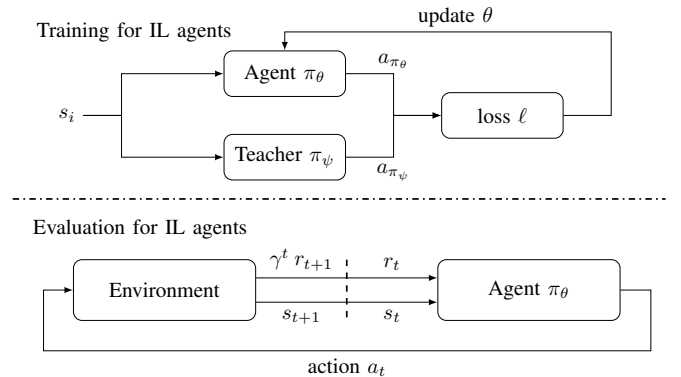 update θ
Training for IL agents
Agent π_θ
a_{π_θ}
s_i
loss ℓ
Teacher π_ψ
a_{π_ψ}
Evaluation for IL agents
γ^t r_{t+1}
r_t
Environment
Agent π_θ
s_{t+1}
s_t
action a_t